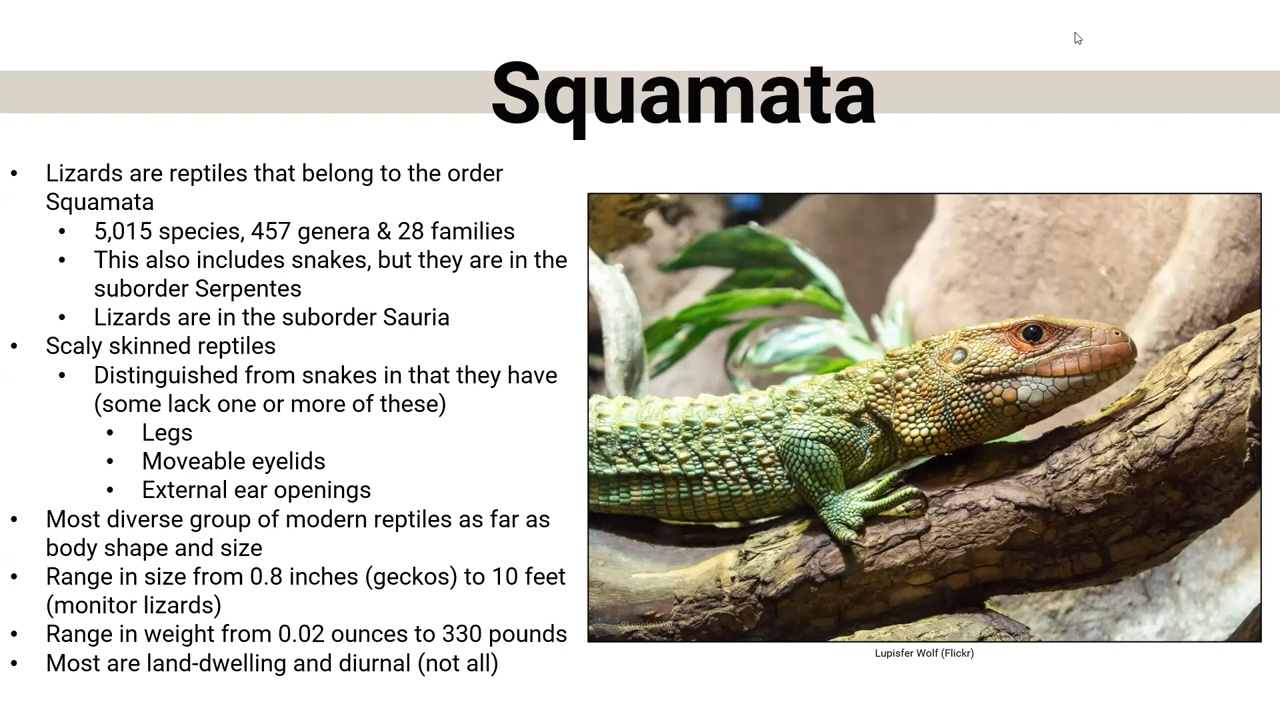 Squamata
• Lizards are reptiles that belong to the order
Squamata
• 5,015 species, 457 genera & 28 families
• This also includes snakes, but they are in the
suborder Serpentes
• Lizards are in the suborder Sauria
• Scaly skinned reptiles
• Distinguished from snakes in that they have
(some lack one or more of these)
• Legs
• Moveable eyelids
• External ear openings
• Most diverse group of modern reptiles as far as
body shape and size
• Range in size from 0.8 inches (geckos) to 10 feet
(monitor lizards)
• Range in weight from 0.02 ounces to 330 pounds
• Most are land-dwelling and diurnal (not all)
Lupisfer Wolf (Flickr)